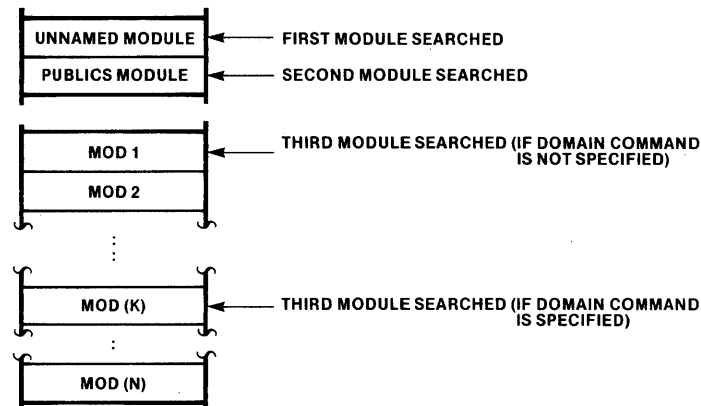 UNNAMED MODULE FIRST MODULE SEARCHED
PUBLICS MODULE SECOND MODULE SEARCHED
MOD 1 THIRD MODULE SEARCHED (IF DOMAIN COMMAND
IS NOT SPECIFIED)
MOD 2
MOD (K) THIRD MODULE SEARCHED (IF DOMAIN COMMAND
IS SPECIFIED)
MOD (N)